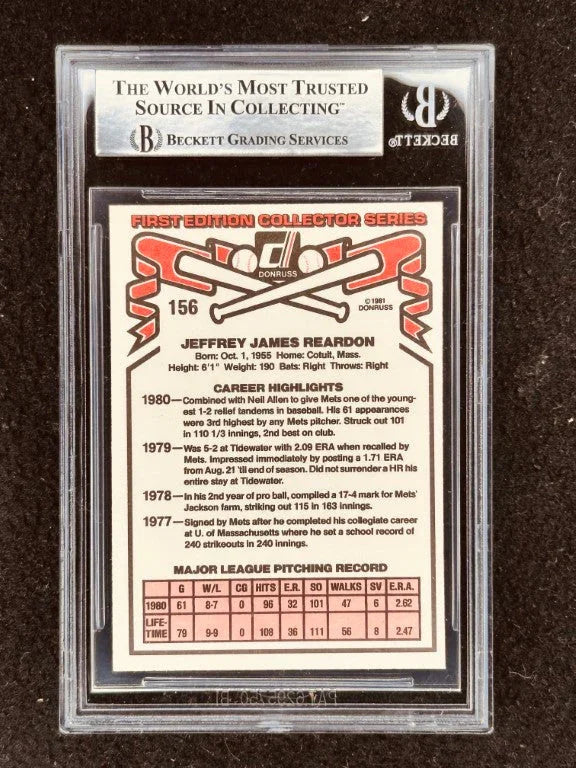 THE WORLD'S MOST TRUSTED
SOURCE IN COLLECTING™
B BECKETT GRADING SERVICES
BECKETT®
FIRST EDITION COLLECTOR SERIES
d
DONRUSS
156
© 1981
DONRUSS
JEFFREY JAMES REARDON
Born: Oct. 1, 1955 Home: Cotuit, Mass.
Height: 6'1" Weight: 190 Bats: Right Throws: Right
CAREER HIGHLIGHTS
1980—Combined with Neil Allen to give Mets one of the young-
est 1-2 relief tandems in baseball. His 61 appearances
were 3rd highest by any Mets pitcher. Struck out 101
in 110 1/3 innings, 2nd best on club.
1979—Was 5-2 at Tidewater with 2.09 ERA when recalled by
Mets. Impressed immediately by posting a 1.71 ERA
from Aug. 21 'til end of season. Did not surrender a HR his
entire stay at Tidewater.
1978—In his 2nd year of pro ball, compiled a 17-4 mark for Mets'
Jackson farm, striking out 115 in 163 innings.
1977—Signed by Mets after he completed his collegiate career
at U. of Massachusetts where he set a school record of
240 strikeouts in 240 innings.
MAJOR LEAGUE PITCHING RECORD
G W/L CG HITS E.R. SO WALKS SV E.R.A.
1980 61 8-7 0 96 32 101 47 6 2.62
LIFE-
TIME 79 9-9 0 108 36 111 56 8 2.47